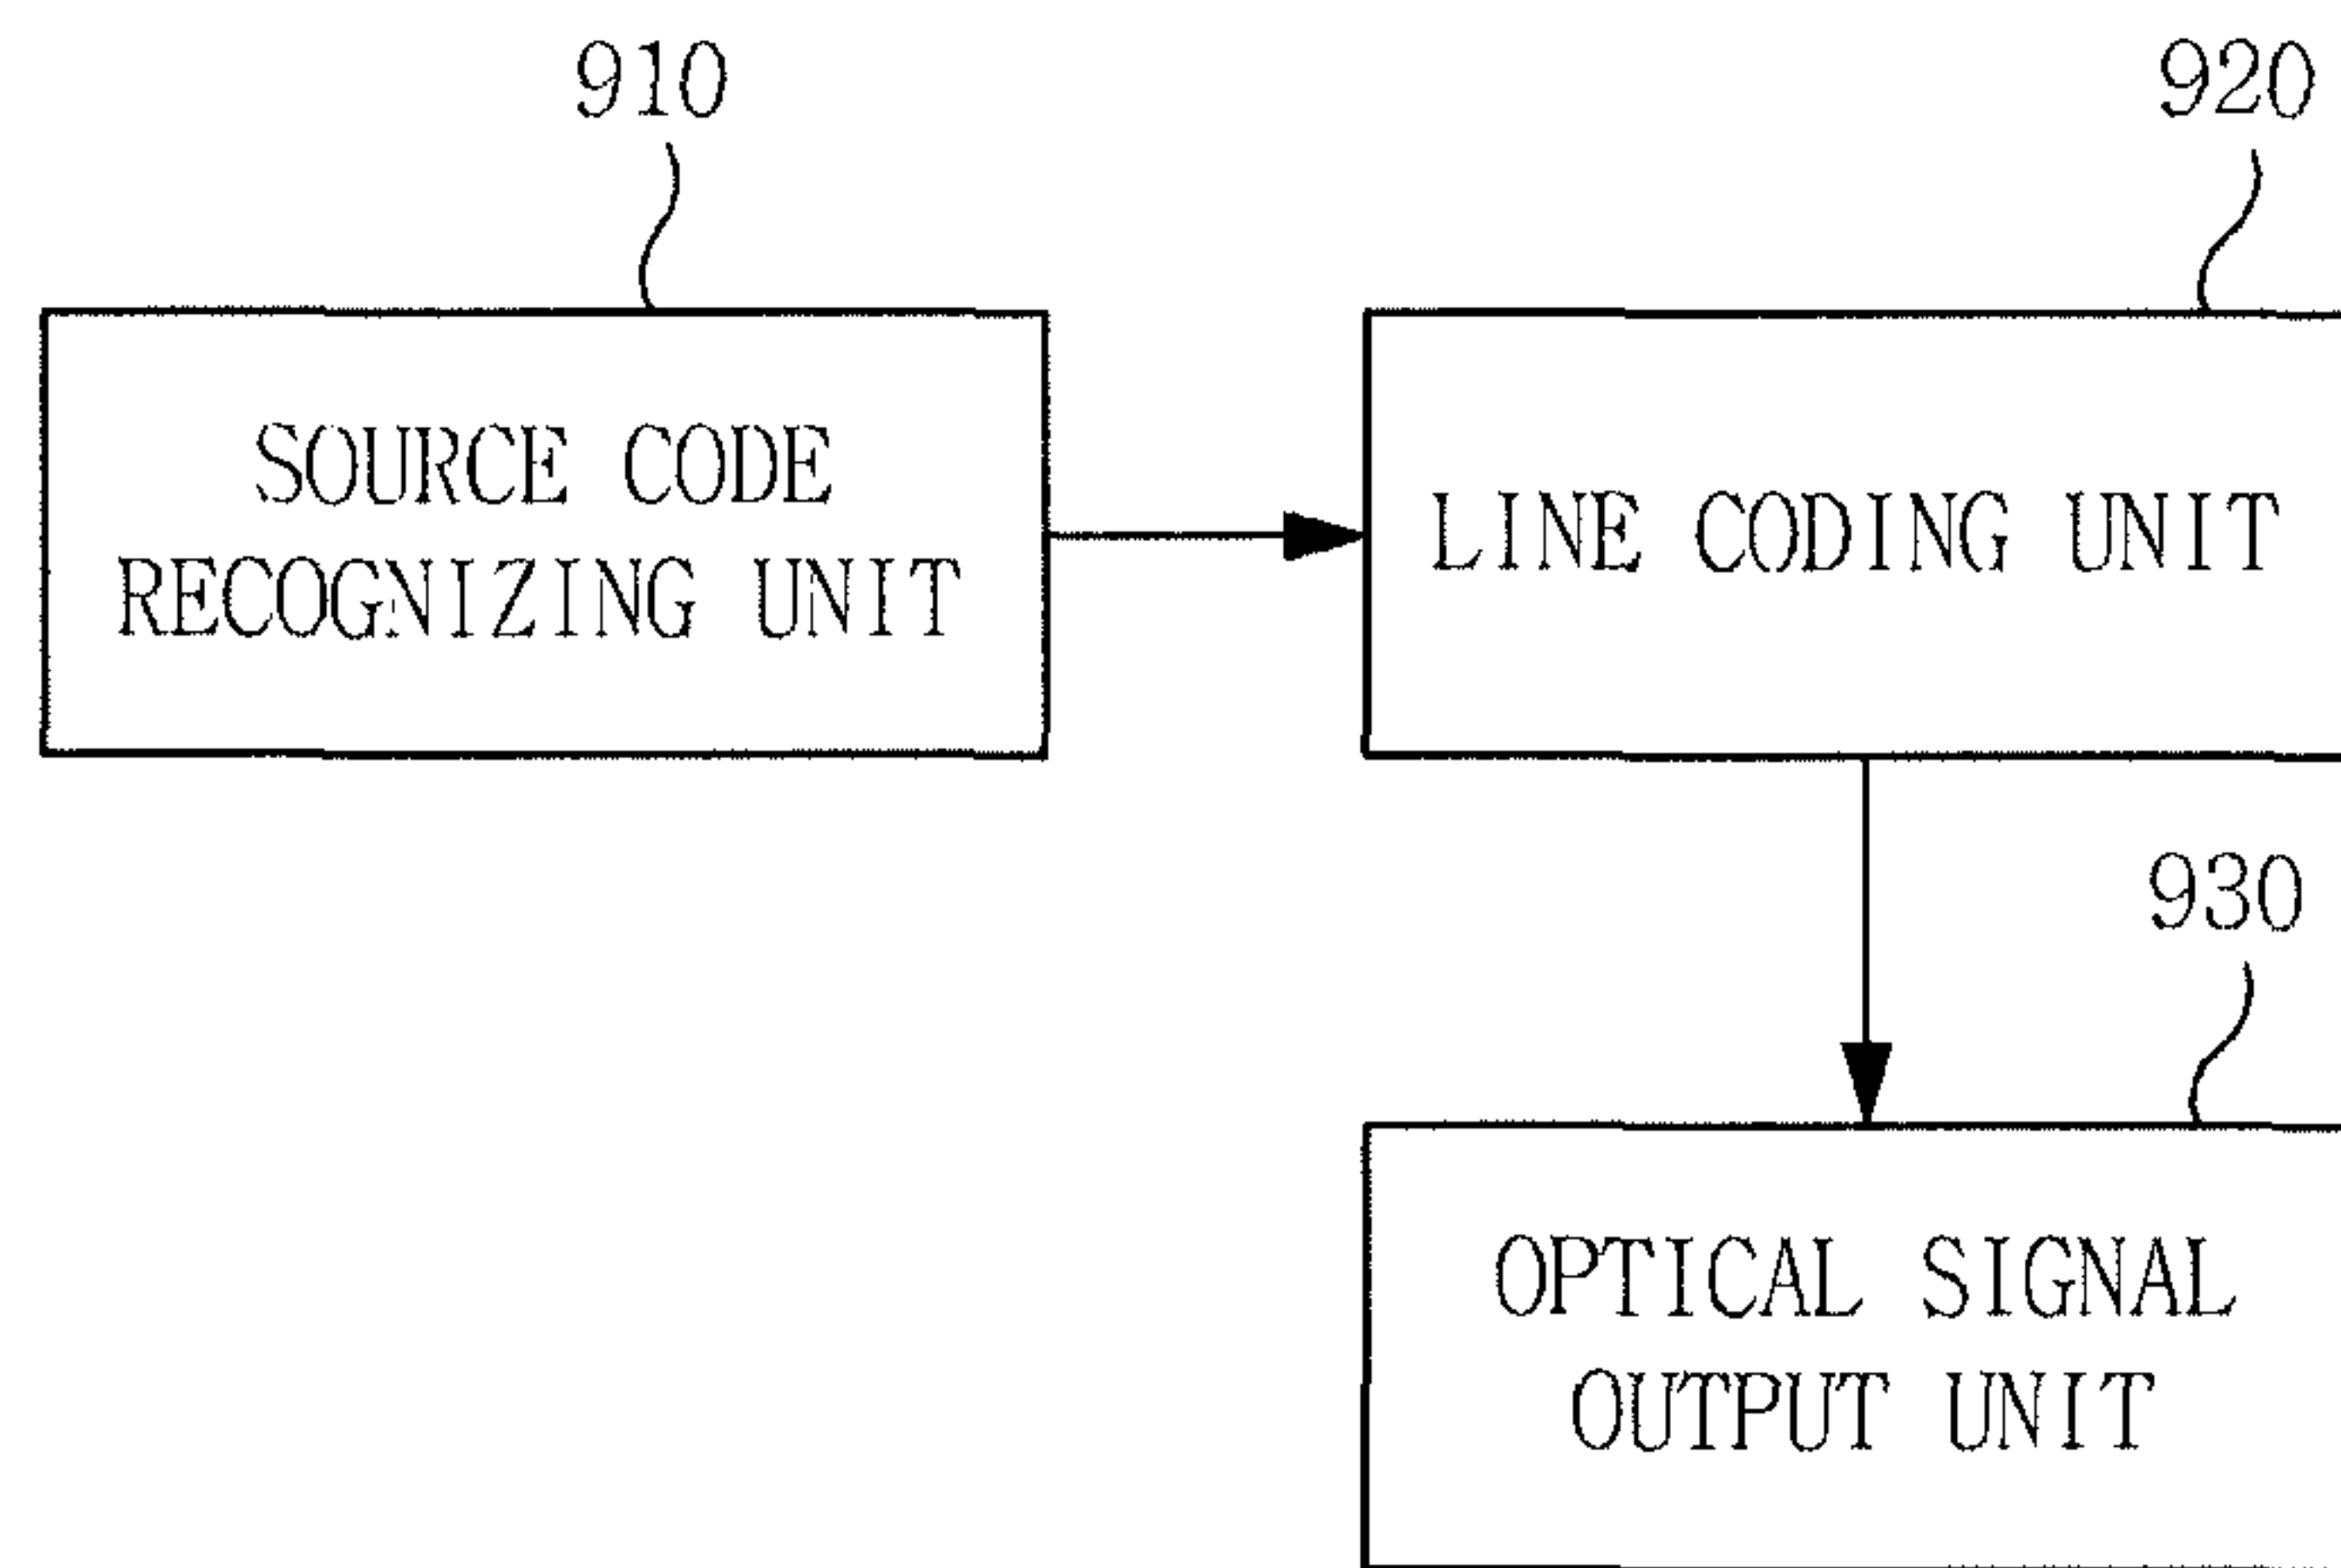 910
920
SOURCE CODE
RECOGNIZING UNIT
LINE CODING UNIT
930
OPTICAL SIGNAL
OUTPUT UNIT